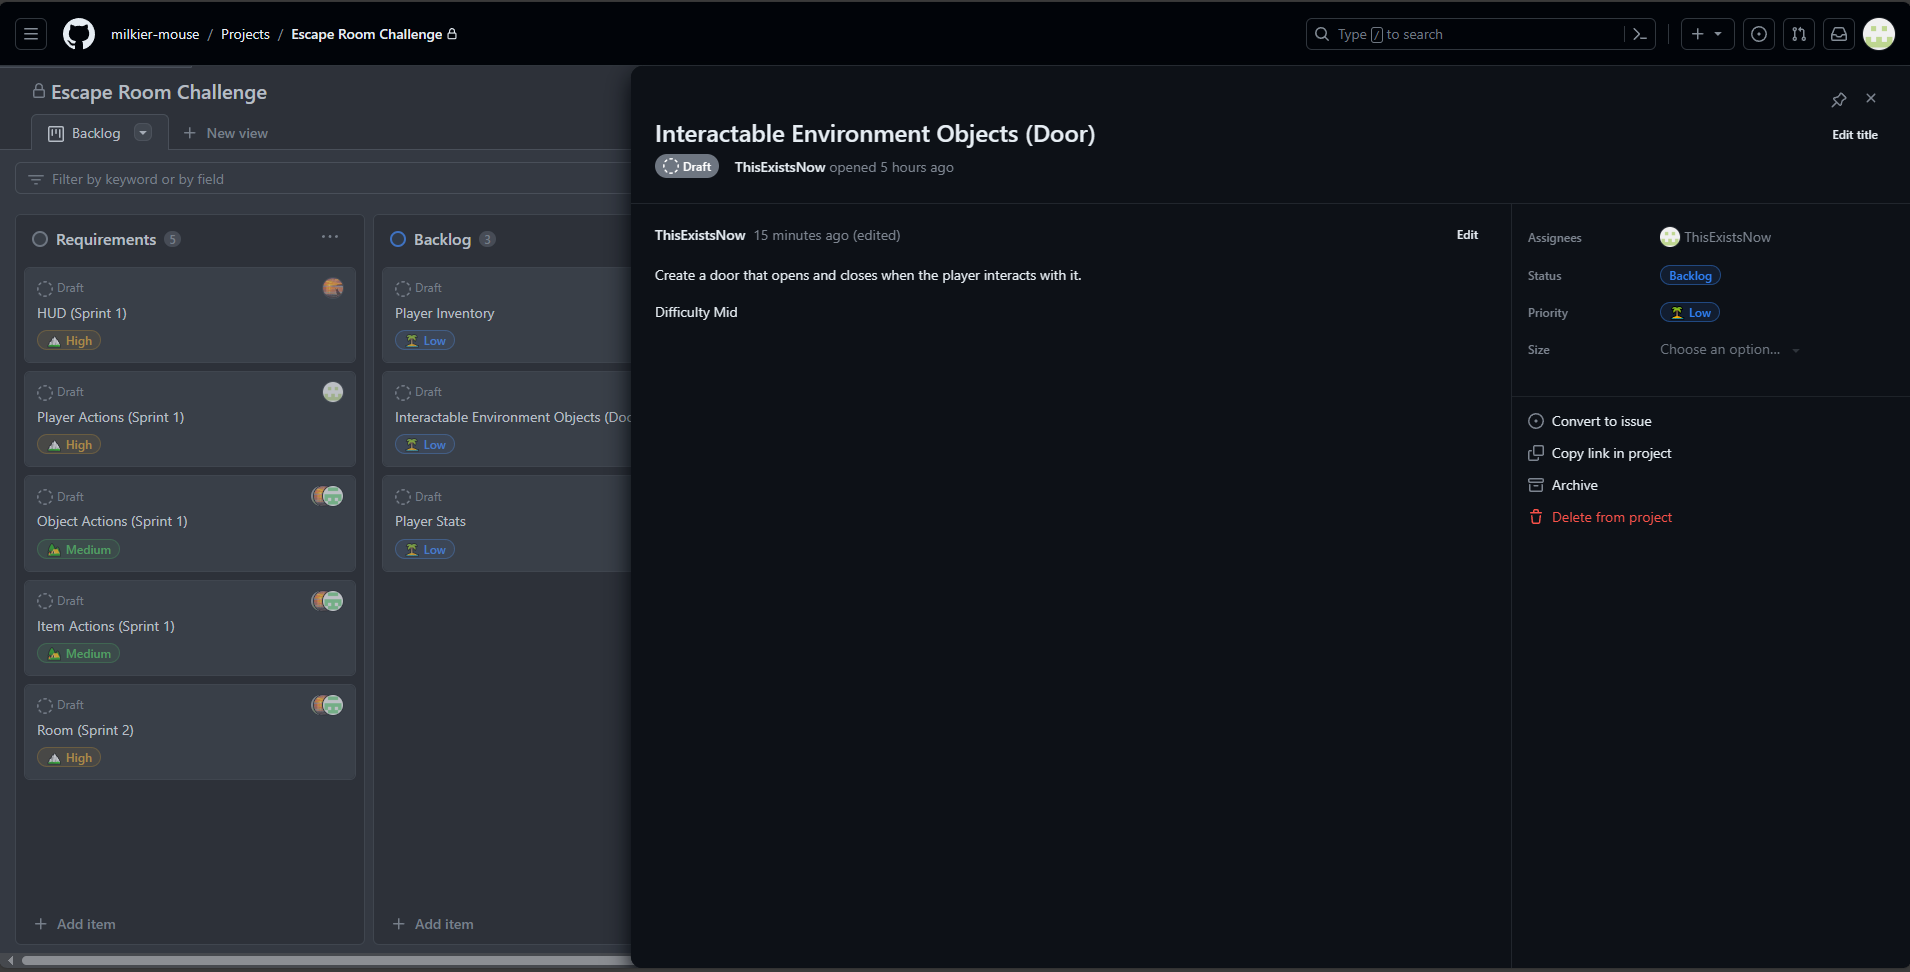 milkier-mouse / Projects / Escape Room Challenge
Type / to search
Escape Room Challenge
Backlog
New view
Filter by keyword or by field
Requirements 5
Draft
HUD (Sprint 1)
High
Draft
Player Actions (Sprint 1)
High
Draft
Object Actions (Sprint 1)
Medium
Draft
Item Actions (Sprint 1)
Medium
Draft
Room (Sprint 2)
High
+ Add item
Backlog 3
Draft
Player Inventory
Low
Draft
Interactable Environment Objects (Doo
Low
Draft
Player Stats
Low
+ Add item
Interactable Environment Objects (Door)
Edit title
Draft
ThisExistsNow opened 5 hours ago
ThisExistsNow 15 minutes ago (edited)
Edit
Create a door that opens and closes when the player interacts with it.
Difficulty Mid
Assignees ThisExistsNow
Status Backlog
Priority Low
Size Choose an option...
Convert to issue
Copy link in project
Archive
Delete from project